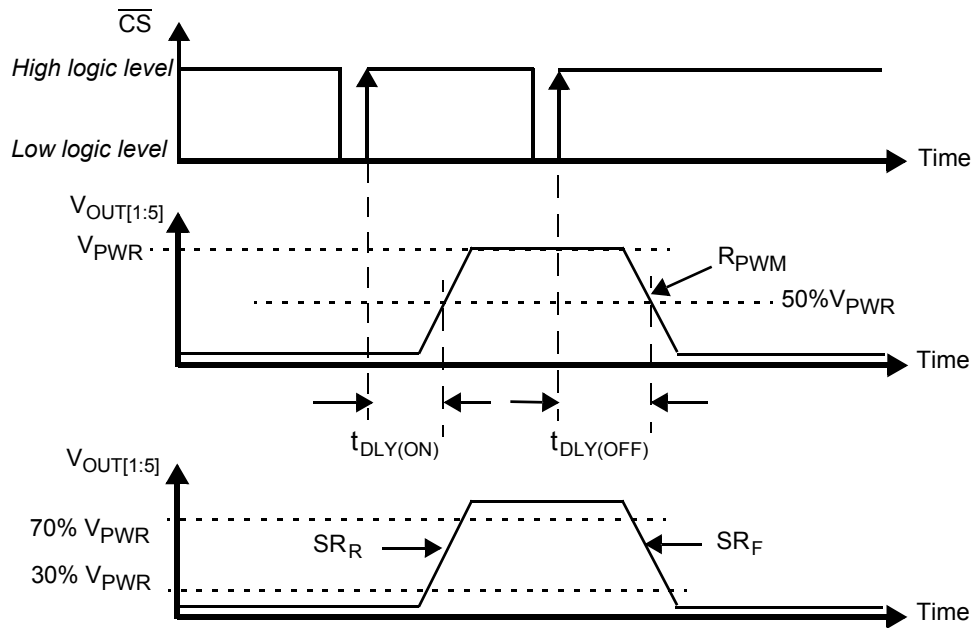 CS
High logic level
Low logic level
Time
VOUT[1:5]
VPWR
RPWM
50%VPWR
Time
tDLY(ON)
tDLY(OFF)
VOUT[1:5]
70% VPWR
SRR
SRF
30% VPWR
Time